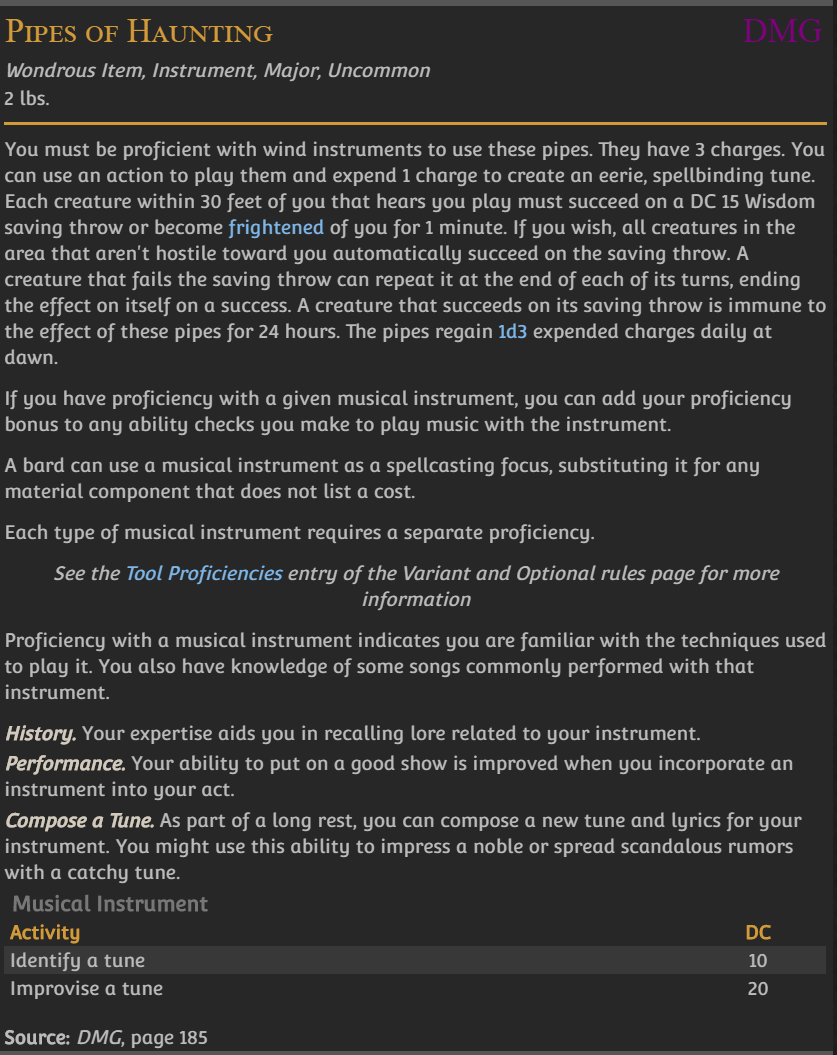 Pipes of Haunting
DMG
Wondrous Item, Instrument, Major, Uncommon
2 lbs.
You must be proficient with wind instruments to use these pipes. They have 3 charges. You
can use an action to play them and expend 1 charge to create an eerie, spellbinding tune.
Each creature within 30 feet of you that hears you play must succeed on a DC 15 Wisdom
saving throw or become frightened of you for 1 minute. If you wish, all creatures in the
area that aren't hostile toward you automatically succeed on the saving throw. A
creature that fails the saving throw can repeat it at the end of each of its turns, ending
the effect on itself on a success. A creature that succeeds on its saving throw is immune to
the effect of these pipes for 24 hours. The pipes regain 1d3 expended charges daily at
dawn.
If you have proficiency with a given musical instrument, you can add your proficiency
bonus to any ability checks you make to play music with the instrument.
A bard can use a musical instrument as a spellcasting focus, substituting it for any
material component that does not list a cost.
Each type of musical instrument requires a separate proficiency.
See the Tool Proficiencies entry of the Variant and Optional rules page for more
information
Proficiency with a musical instrument indicates you are familiar with the techniques used
to play it. You also have knowledge of some songs commonly performed with that
instrument.
History. Your expertise aids you in recalling lore related to your instrument.
Performance. Your ability to put on a good show is improved when you incorporate an
instrument into your act.
Compose a Tune. As part of a long rest, you can compose a new tune and lyrics for your
instrument. You might use this ability to impress a noble or spread scandalous rumors
with a catchy tune.
Musical Instrument
Activity DC
Identify a tune 10
Improvise a tune 20
Source: DMG, page 185